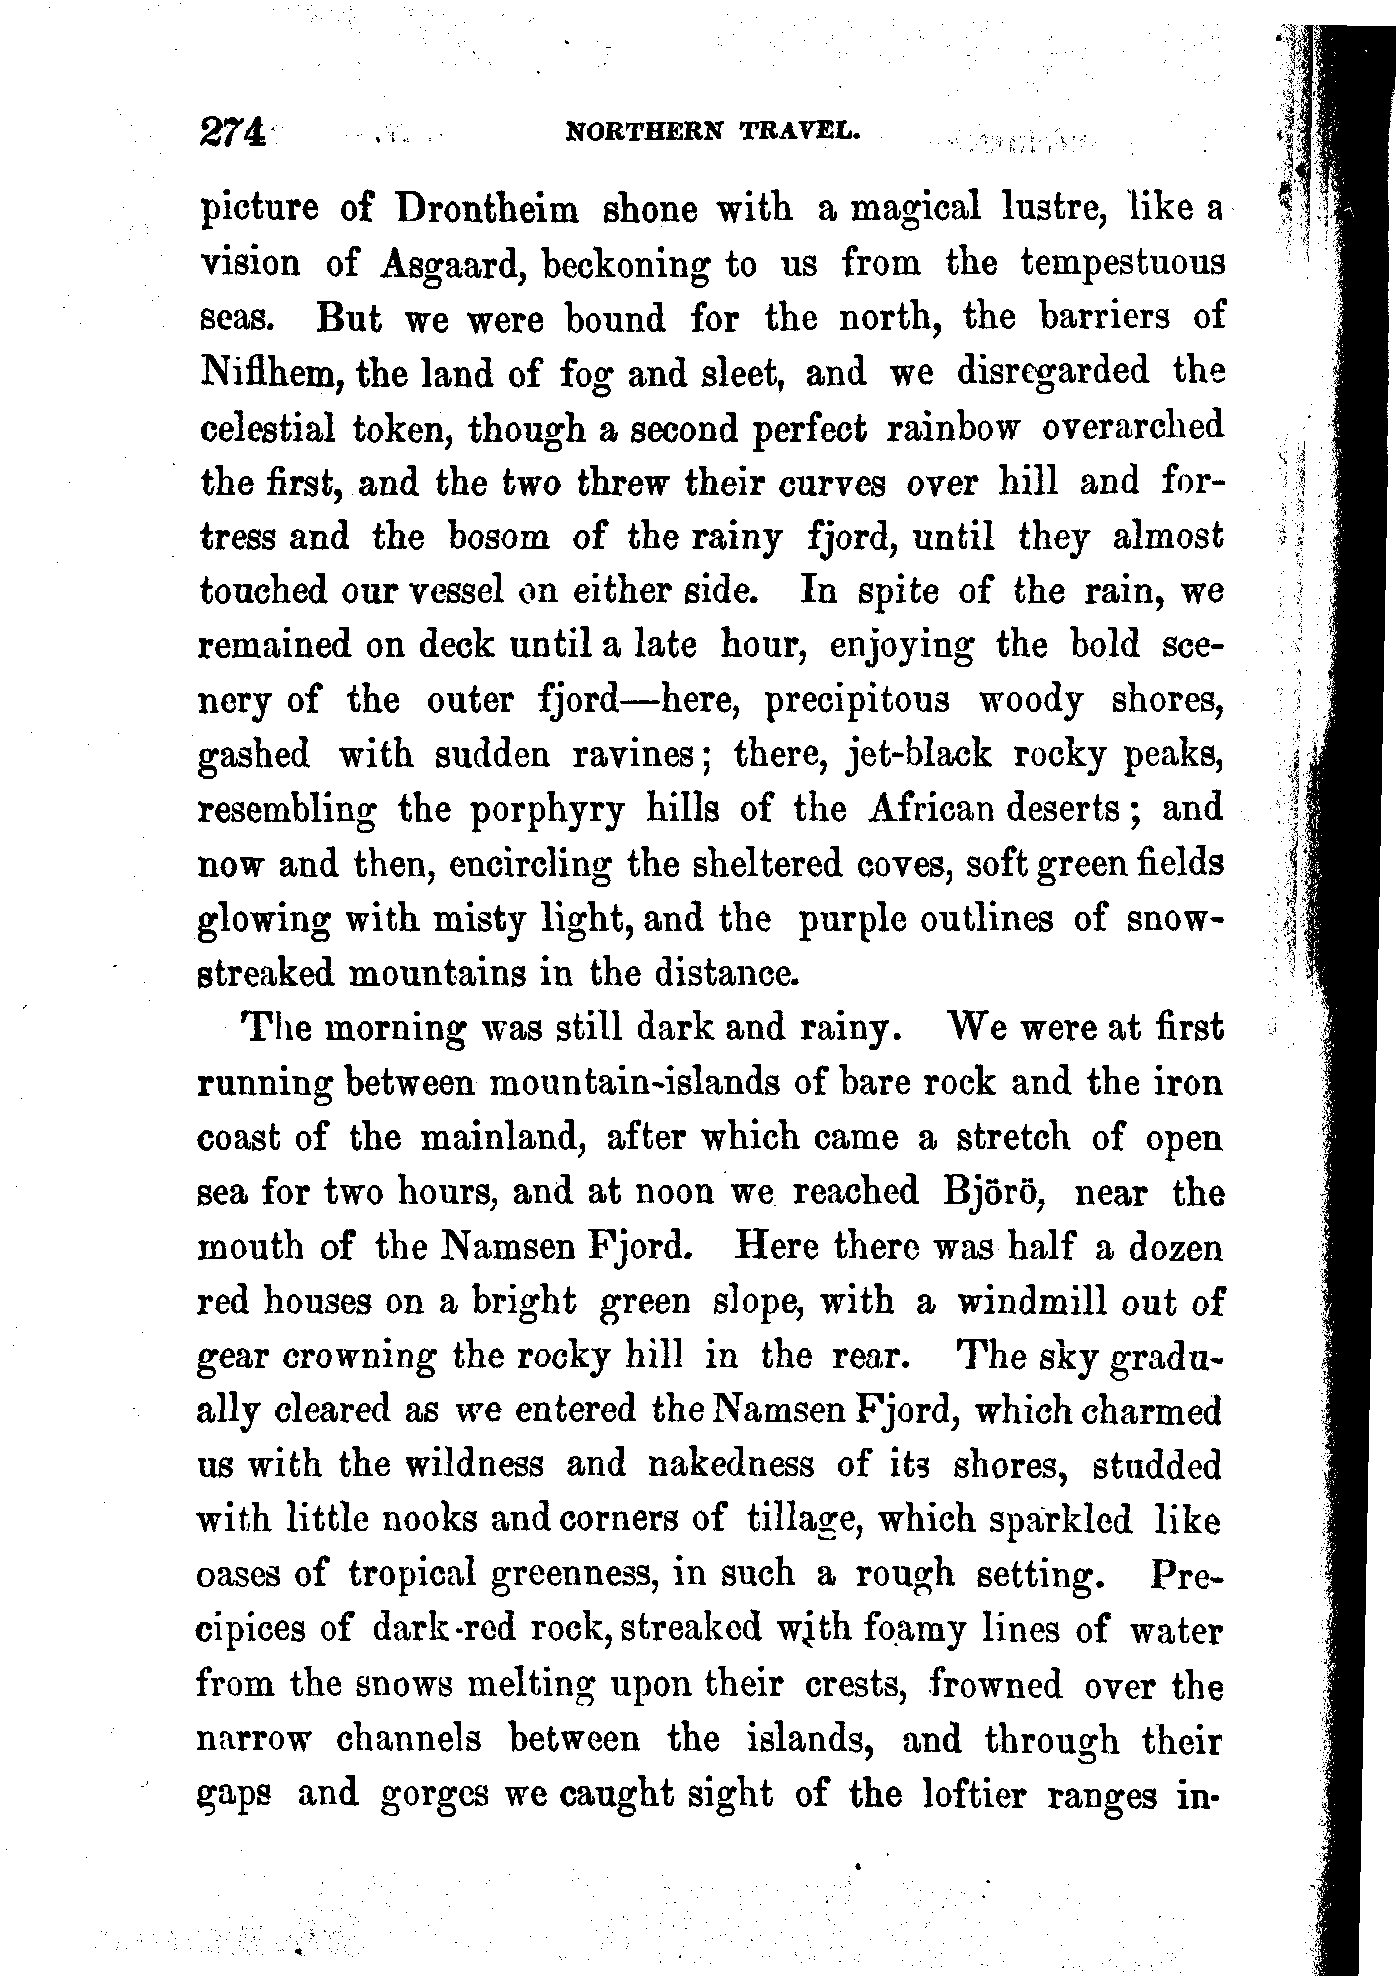 274 NORTHERN TRAVEL.
picture of Drontheim shone with a magical lustre, like a
vision of Asgaard, beckoning to us from the tempestuous
seas. But we were bound for the north, the barriers of
Niflhem, the land of fog and sleet, and we disregarded the
celestial token, though a second perfect rainbow overarched
the first, and the two threw their curves over hill and for-
tress and the bosom of the rainy fjord, until they almost
touched our vessel on either side. In spite of the rain, we
remained on deck until a late hour, enjoying the bold sce-
nery of the outer fjord—here, precipitous woody shores,
gashed with sudden ravines; there, jet-black rocky peaks,
resembling the porphyry hills of the African deserts; and
now and then, encircling the sheltered coves, soft green fields
glowing with misty light, and the purple outlines of snow-
streaked mountains in the distance.
The morning was still dark and rainy. We were at first
running between mountain-islands of bare rock and the iron
coast of the mainland, after which came a stretch of open
sea for two hours, and at noon we reached Björö, near the
mouth of the Namsen Fjord. Here there was half a dozen
red houses on a bright green slope, with a windmill out of
gear crowning the rocky hill in the rear. The sky gradu-
ally cleared as we entered the Namsen Fjord, which charmed
us with the wildness and nakedness of its shores, studded
with little nooks and corners of tillage, which sparkled like
oases of tropical greenness, in such a rough setting. Pre-
cipices of dark-red rock, streaked with foamy lines of water
from the snows melting upon their crests, frowned over the
narrow channels between the islands, and through their
gaps and gorges we caught sight of the loftier ranges in-